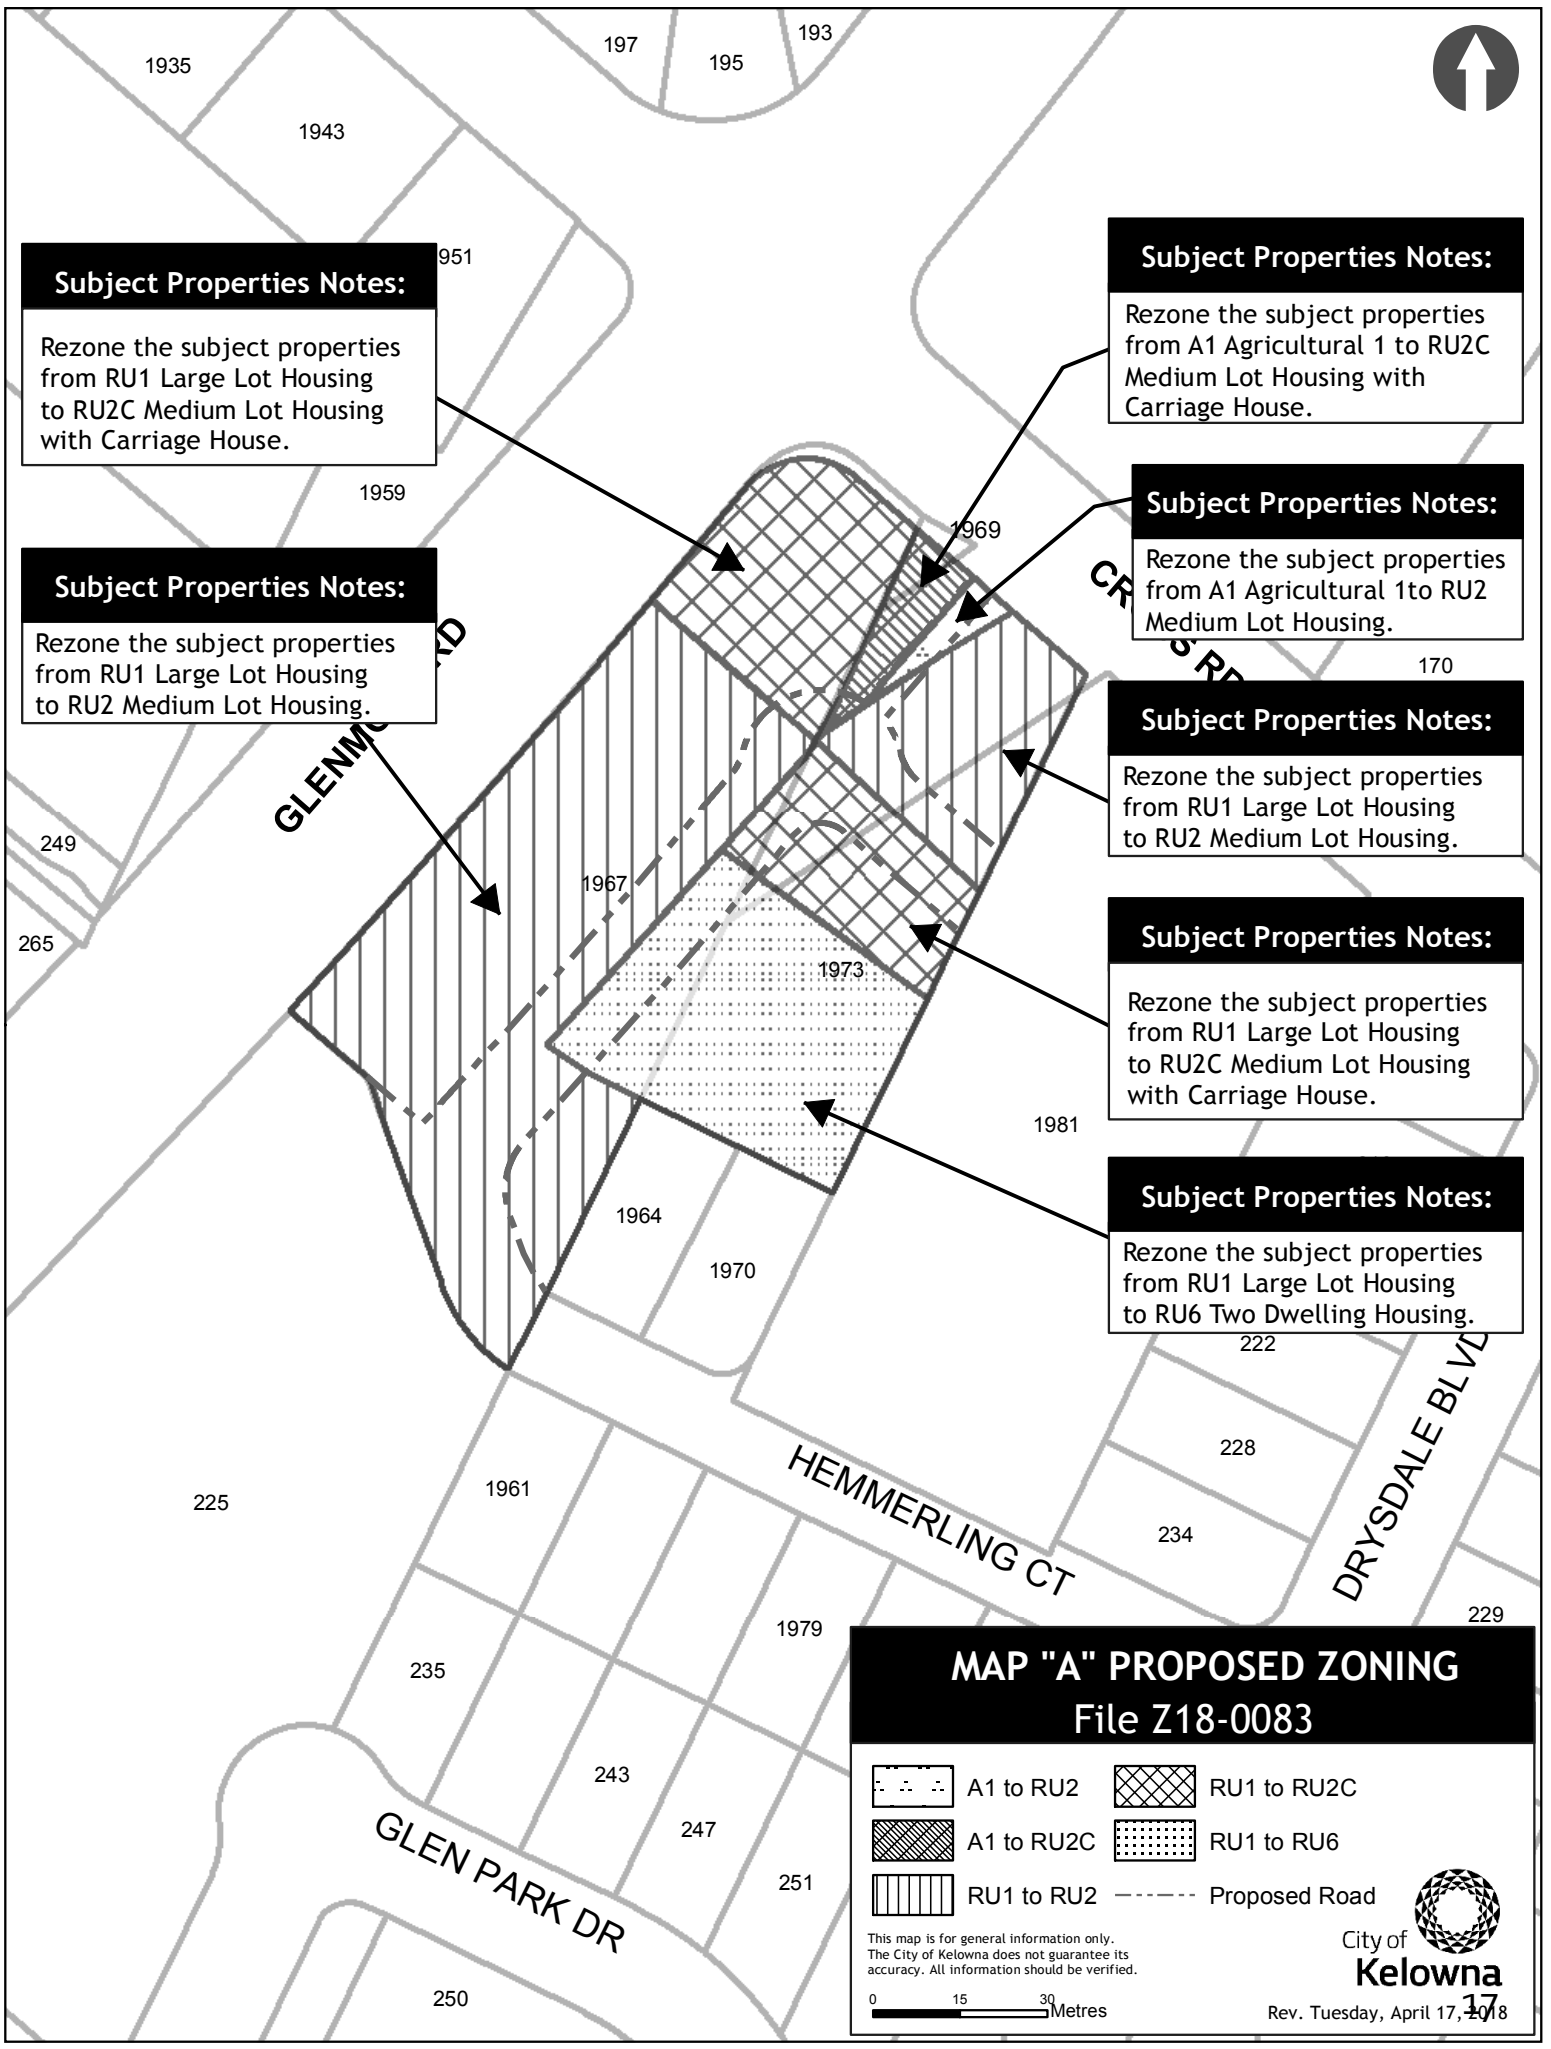 197
195
193
1935
1943
951
Subject Properties Notes:
Rezone the subject properties
from RU1 Large Lot Housing
to RU2C Medium Lot Housing
with Carriage House.
Subject Properties Notes:
Rezone the subject properties
from A1 Agricultural 1 to RU2C
Medium Lot Housing with
Carriage House.
1959
1969
Subject Properties Notes:
Rezone the subject properties
from A1 Agricultural 1to RU2
Medium Lot Housing.
Subject Properties Notes:
Rezone the subject properties
from RU1 Large Lot Housing
to RU2 Medium Lot Housing.
170
Subject Properties Notes:
Rezone the subject properties
from RU1 Large Lot Housing
to RU2 Medium Lot Housing.
249
265
1967
1973
Subject Properties Notes:
Rezone the subject properties
from RU1 Large Lot Housing
to RU2C Medium Lot Housing
with Carriage House.
1981
1964
1970
Subject Properties Notes:
Rezone the subject properties
from RU1 Large Lot Housing
to RU6 Two Dwelling Housing.
222
228
234
DRYSDALE BLVD
HEMMERLING CT
225
1961
229
1979
235
243
247
251
250
GLEN PARK DR
MAP "A" PROPOSED ZONING
File Z18-0083
A1 to RU2
RU1 to RU2C
A1 to RU2C
RU1 to RU6
RU1 to RU2
Proposed Road
This map is for general information only.
The City of Kelowna does not guarantee its
accuracy. All information should be verified.
0 15 30 Metres
City of
Kelowna
17
Rev. Tuesday, April 17, 2018